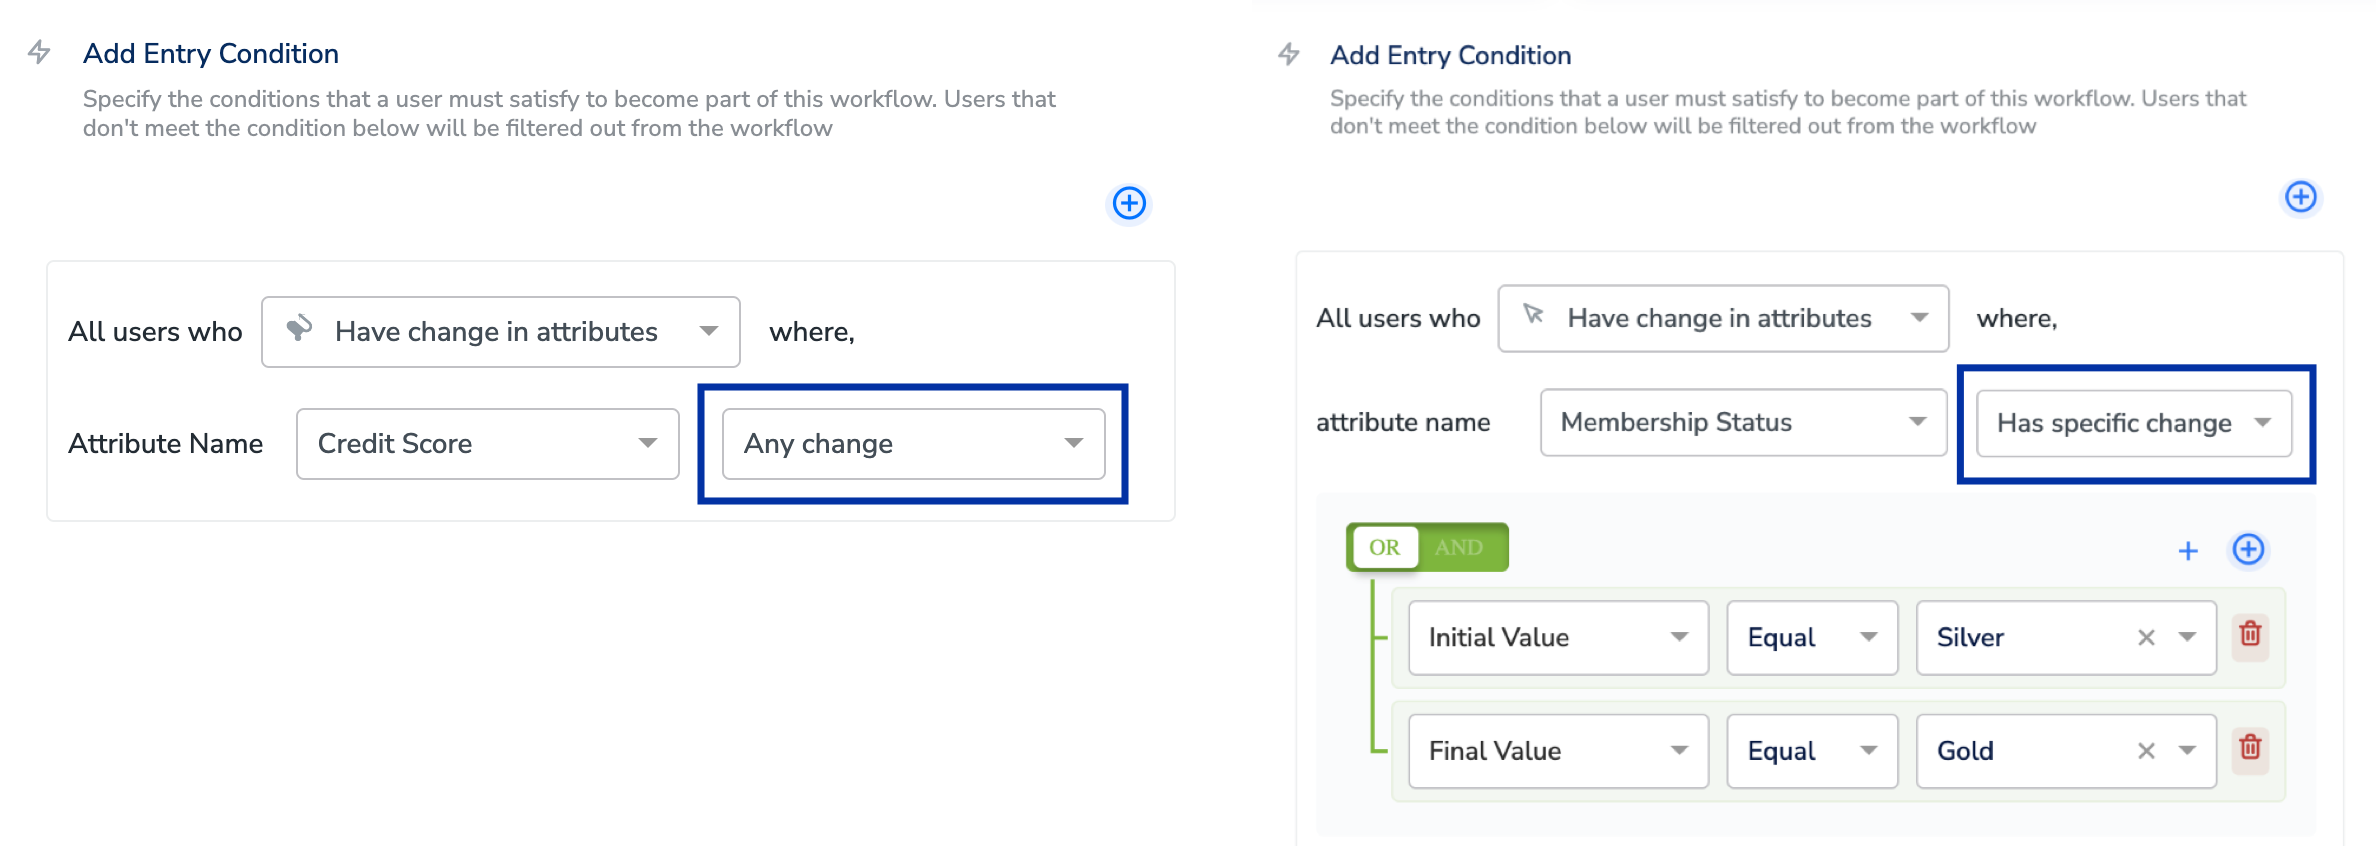 Add Entry Condition
Specify the conditions that a user must satisfy to become part of this workflow. Users that
don't meet the condition below will be filtered out from the workflow
All users who Have change in attributes where,
Attribute Name Credit Score Any change
Add Entry Condition
Specify the conditions that a user must satisfy to become part of this workflow. Users that
don't meet the condition below will be filtered out from the workflow
All users who Have change in attributes where,
attribute name Membership Status Has specific change
OR AND
Initial Value Equal Silver
Final Value Equal Gold